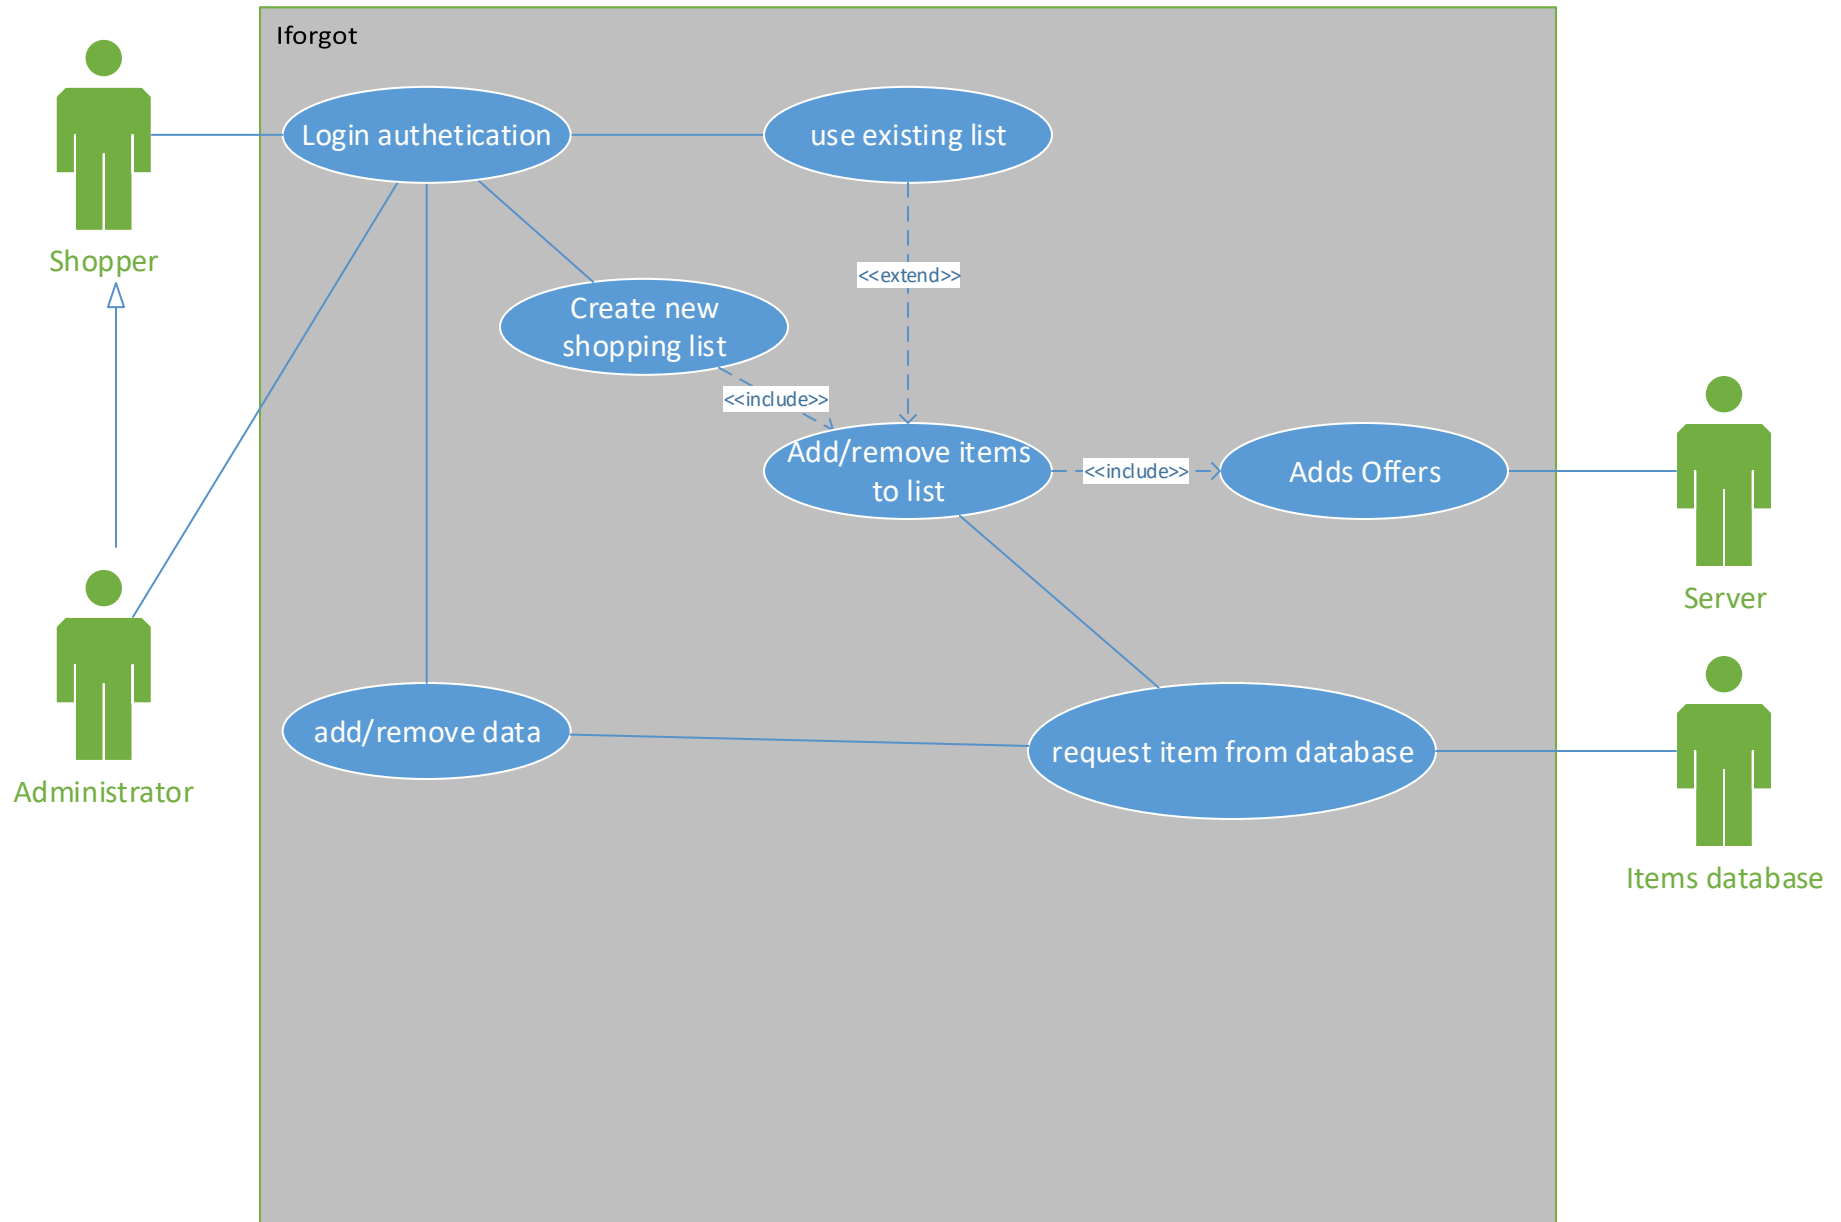 Iforgot
Login authetication
use existing list
Shopper
<<extend>>
Create new
shopping list
<<include>>
Add/remove items
to list
<<include>>
Adds Offers
Server
add/remove data
request item from database
Administrator
Items database